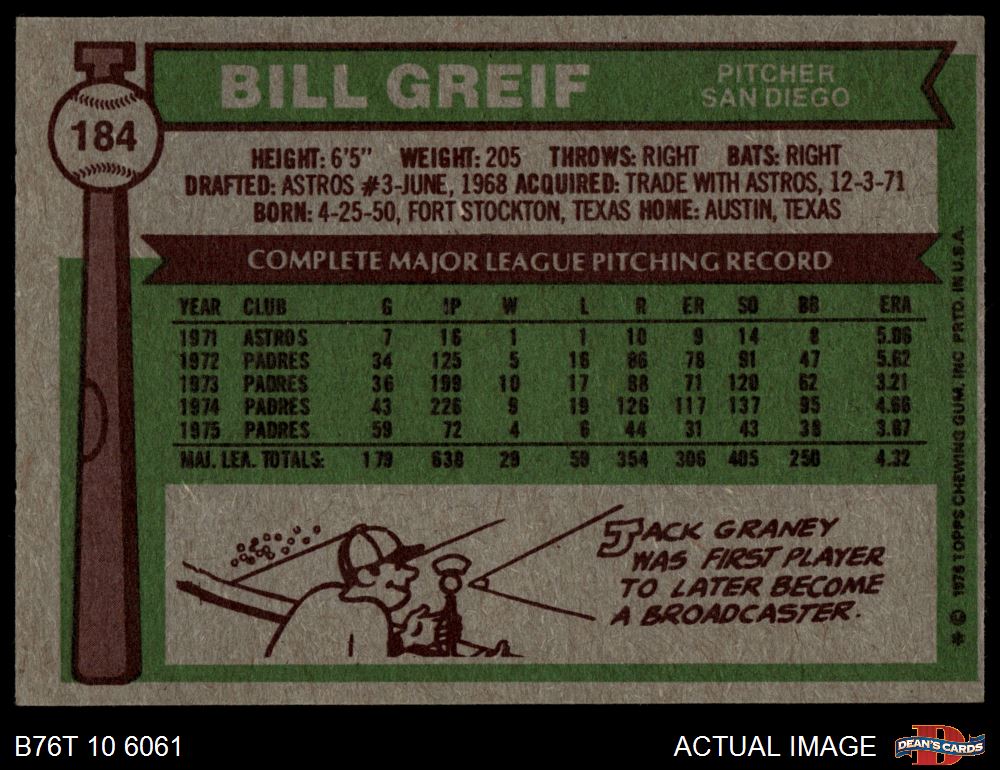 BILL GREIF
PITCHER
SAN DIEGO
184
HEIGHT: 6'5" WEIGHT: 205 THROWS: RIGHT BATS: RIGHT
DRAFTED: ASTROS #3-JUNE, 1968 ACQUIRED: TRADE WITH ASTROS, 12-3-71
BORN: 4-25-50, FORT STOCKTON, TEXAS HOME: AUSTIN, TEXAS
COMPLETE MAJOR LEAGUE PITCHING RECORD
YEAR CLUB G IP W L R ER SO BB ERA
1971 ASTROS 7 16 1 1 10 9 14 8 5.06
1972 PADRES 34 125 5 16 86 78 91 47 5.62
1973 PADRES 36 199 10 17 88 71 120 62 3.21
1974 PADRES 43 226 9 19 126 117 137 95 4.66
1975 PADRES 59 72 4 6 44 31 43 38 3.87
MAJ. LEA. TOTALS: 179 638 29 59 354 306 405 250 4.32
JACK GRANEY
WAS FIRST PLAYER
TO LATER BECOME
A BROADCASTER.
* © 1976 TOPPS CHEWING GUM, INC PRTD. IN U.S.A.
B76T 10 6061
ACTUAL IMAGE
DEAN'S CARDS